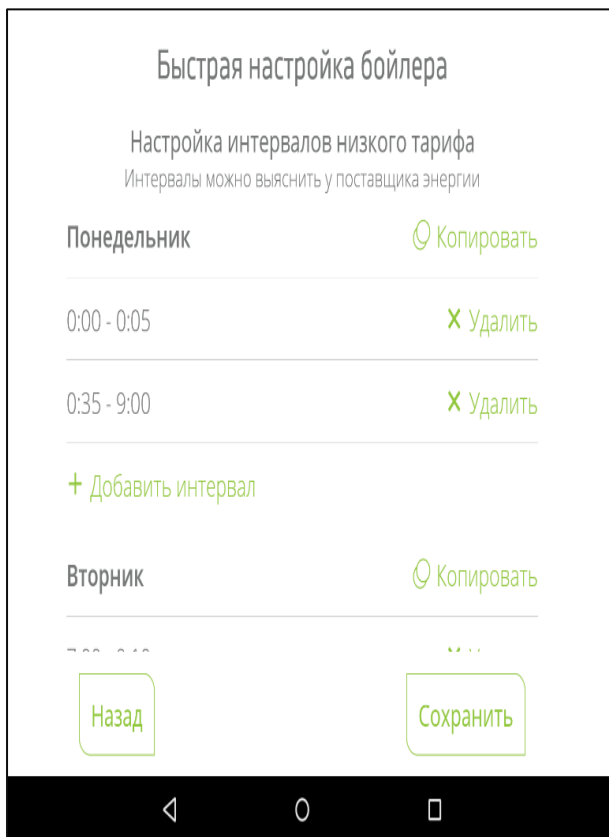 Быстрая настройка бойлера
Настройка интервалов низкого тарифа
Интервалы можно выяснить у поставщика энергии
Понедельник Копировать
0:00 - 0:05 × Удалить
0:35 - 9:00 × Удалить
+ Добавить интервал
Вторник Копировать
Назад Сохранить